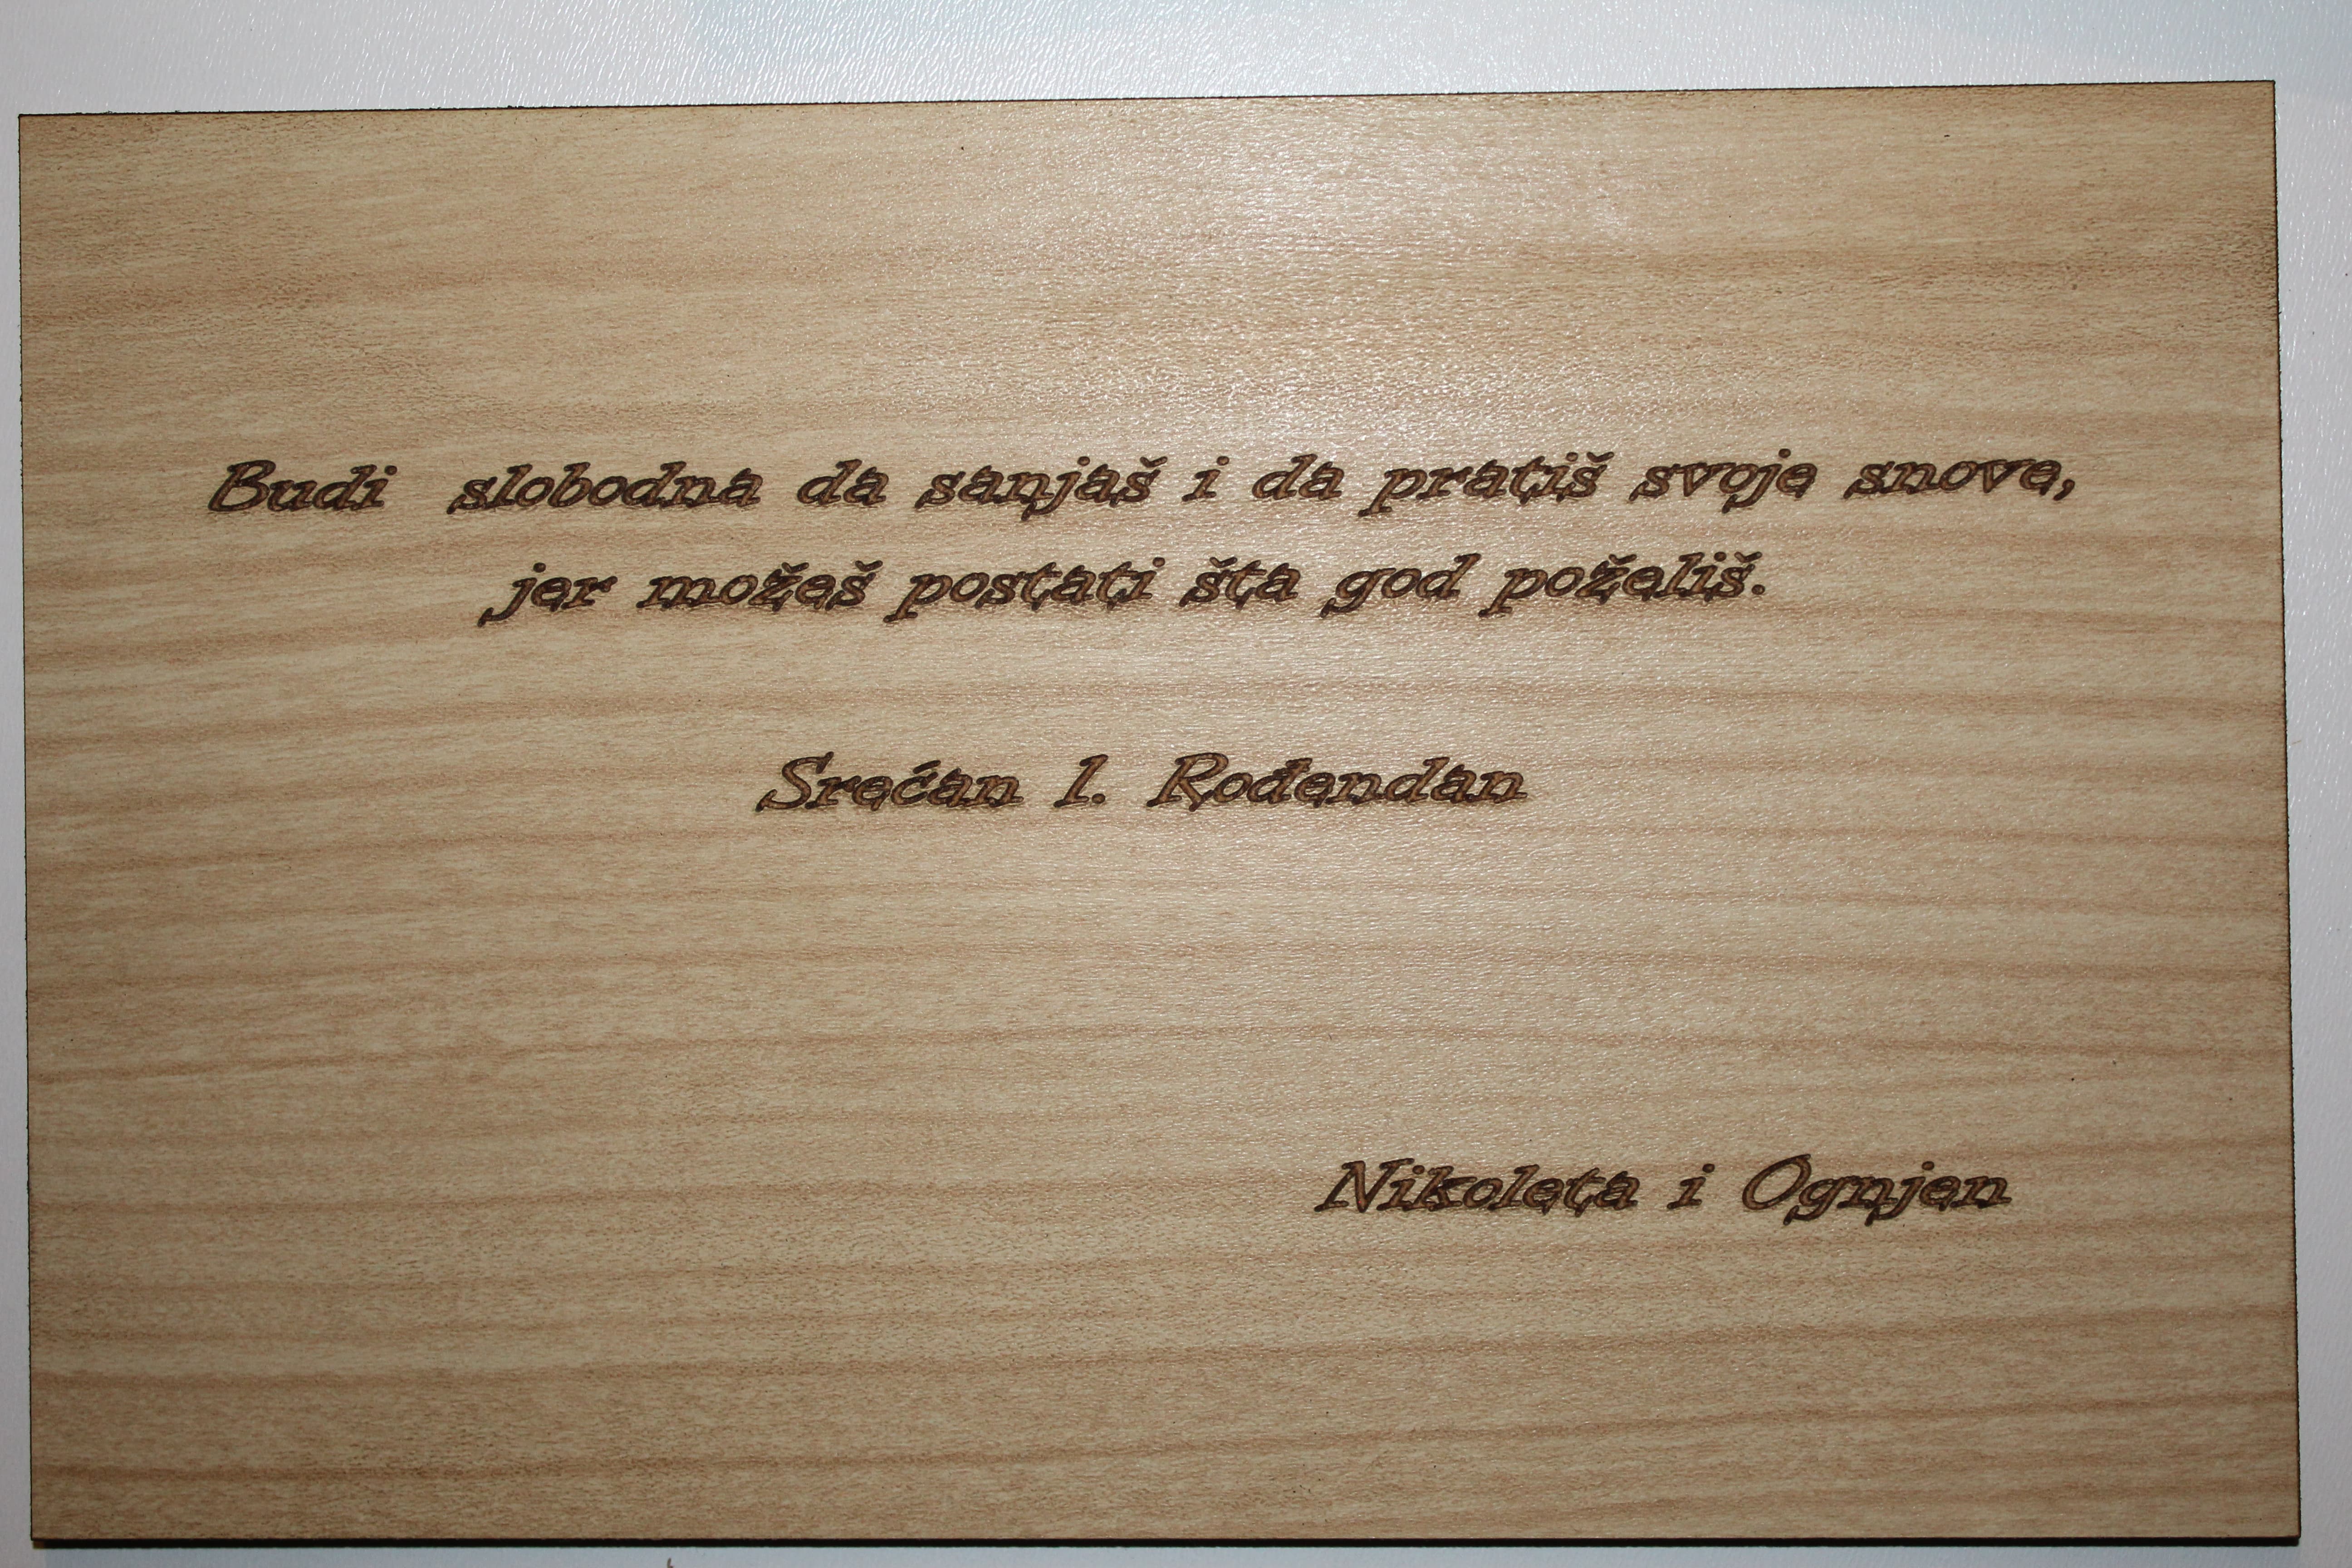 Budi slobodna da sanjaš i da pratiš svoje snove,
jer možeš postati šta god poželiš.
Srećan 1. Rođendan
Nikoleta i Ognjen